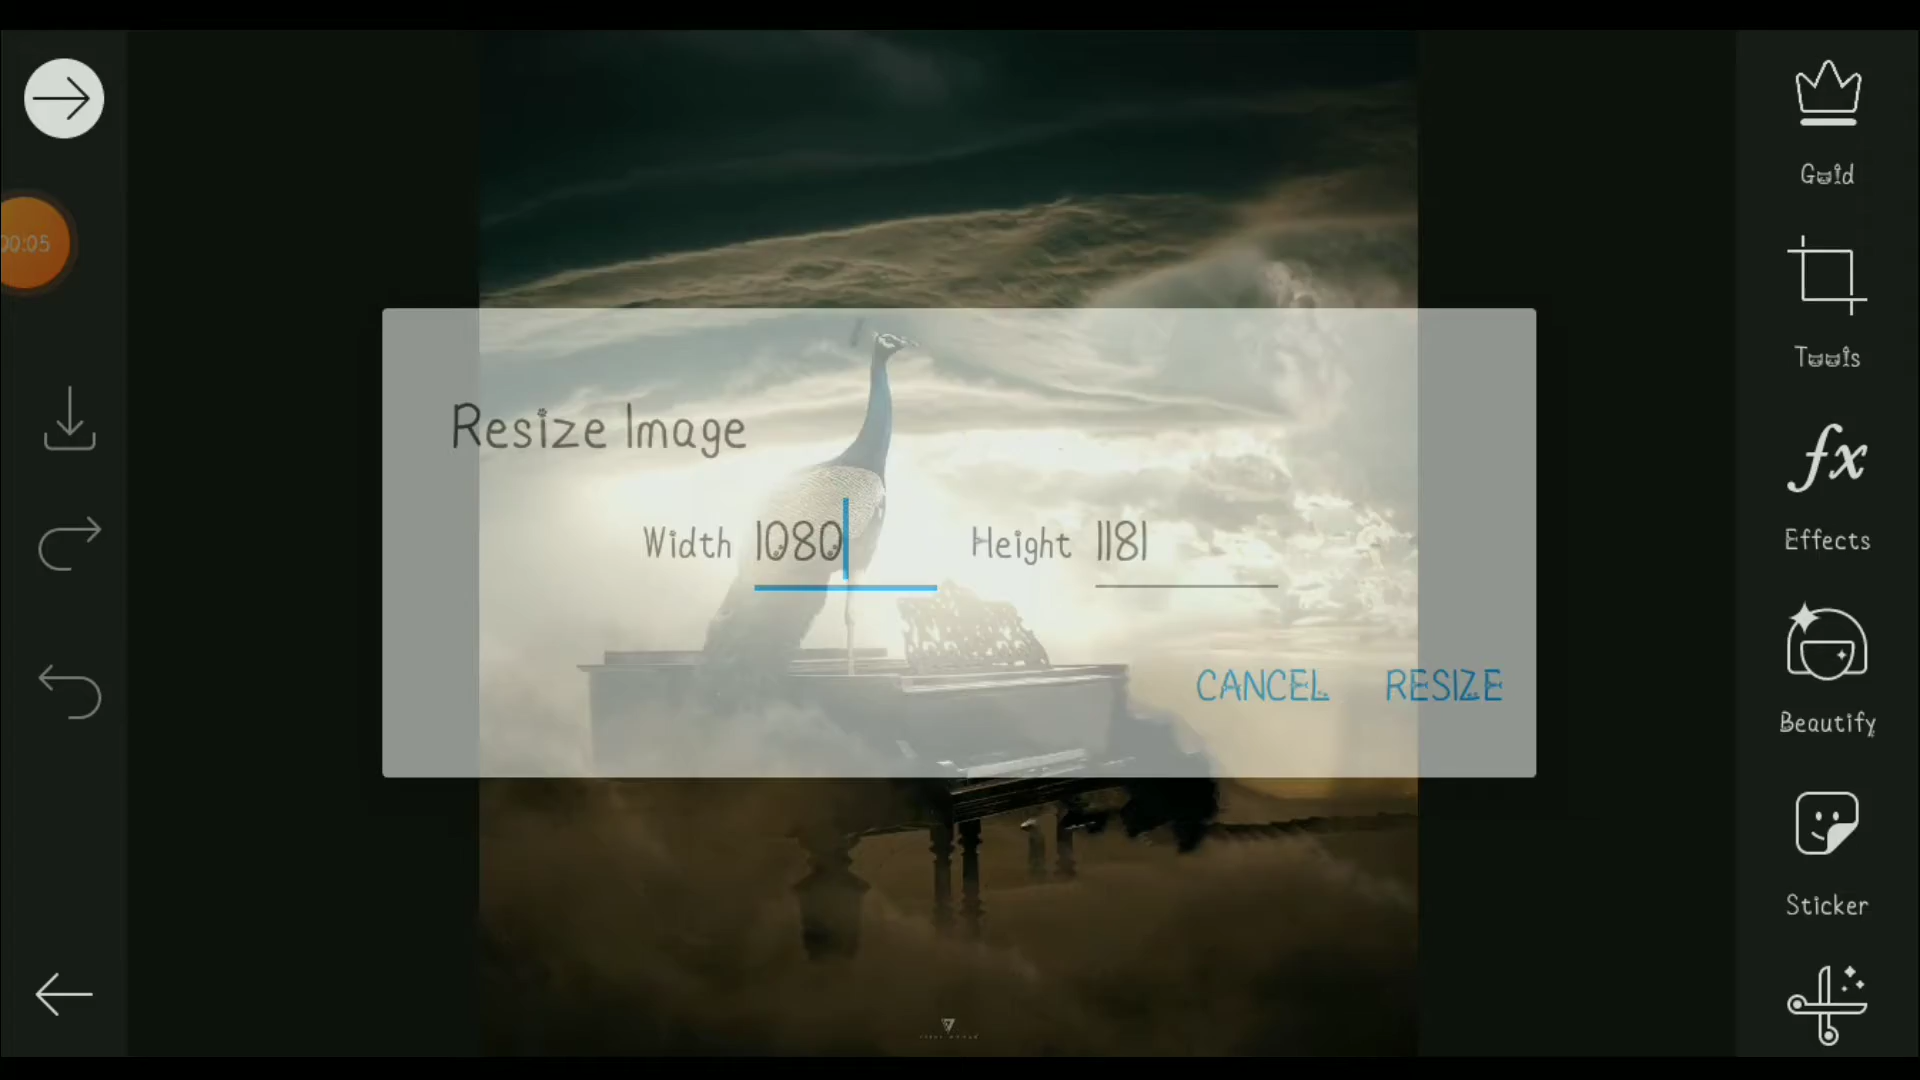 00:05
Resize Image
Width 1080 Height 1181
CANCEL RESIZE
Gold
Tools
Effects
Beautify
Sticker